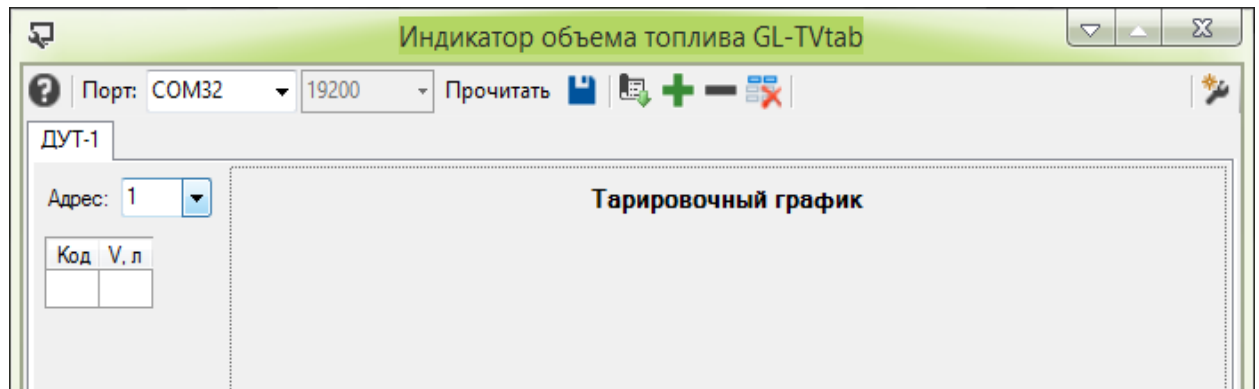 Индикатор объема топлива GL-TVtab
Порт: COM32 19200 Прочитать
ДУТ-1
Адрес: 1 Тарировочный график
Код V, л